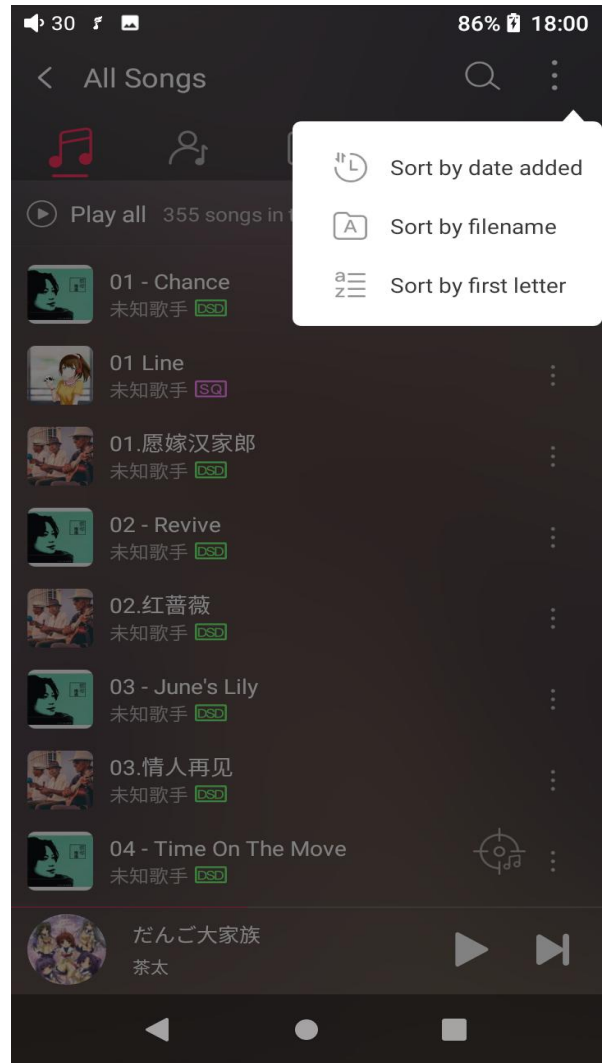 30
86% 18:00
All Songs
Sort by date added
Play all 355 songs in t
A Sort by filename
a z Sort by first letter
01 - Chance
未知歌手 DSD
01 Line
未知歌手 SQ
01.愿嫁汉家郎
未知歌手 DSD
02 - Revive
未知歌手 DSD
02.红蔷薇
未知歌手 DSD
03 - June's Lily
未知歌手 DSD
03.情人再见
未知歌手 DSD
04 - Time On The Move
未知歌手 DSD
だんご大家族
茶太